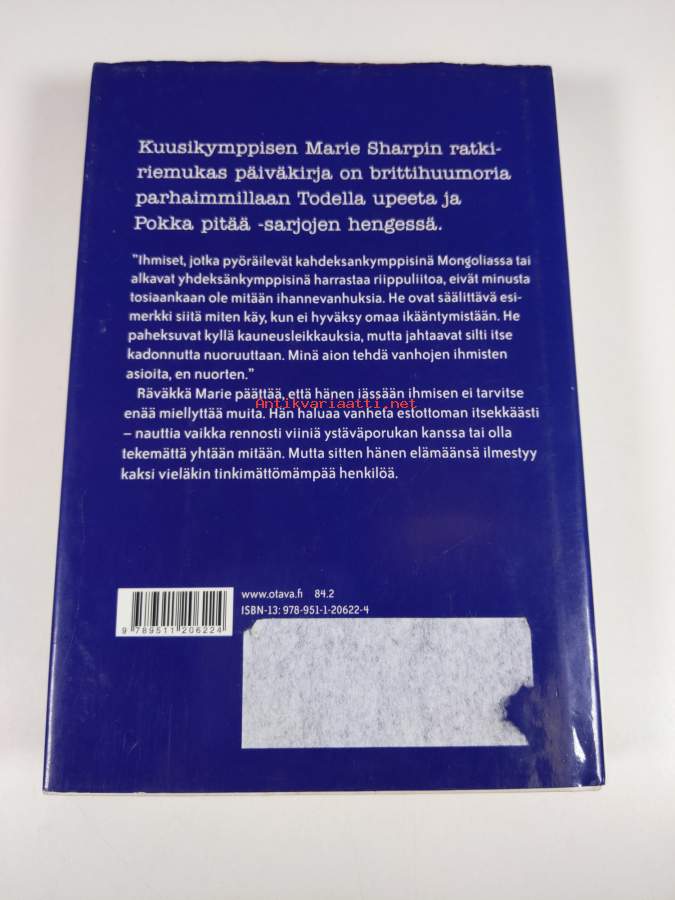 Kuusikymppisen Marie Sharpin ratki-
riemukas päiväkirja on brittihuumoria
parhaimmillaan Todella upeeta ja
Pokka pitää -sarjojen hengessä.
"Ihmiset, jotka pyöräilevät kahdeksankymppisinä Mongoliassa tai
alkavat yhdeksänkymppisinä harrastaa riippuliitoa, eivät minusta
tosiaankaan ole mitään ihannevanhuksia. He ovat säälittävä esi-
merkki siitä miten käy, kun ei hyväksy omaa ikääntymistään. He
paheksuvat kyllä kauneusleikkauksia, mutta jahtaavat silti itse
kadonnutta nuoruuttaan. Minä aion tehdä vanhojen ihmisten
asioita, en nuorten."
Räväkkä Marie päättää, että hänen iässään ihmisen ei tarvitse
enää miellyttää muita. Hän haluaa vanheta estottoman itsekkäästi
– nauttia vaikka rennosti viiniä ystäväporukan kanssa tai olla
tekemättä yhtään mitään. Mutta sitten hänen elämäänsä ilmestyy
kaksi vieläkin tinkimättömämpää henkilöä.
Antikvariaatti.net
www.otava.fi 84.2
ISBN-13: 978-951-1-20622-4
9 789511 206224